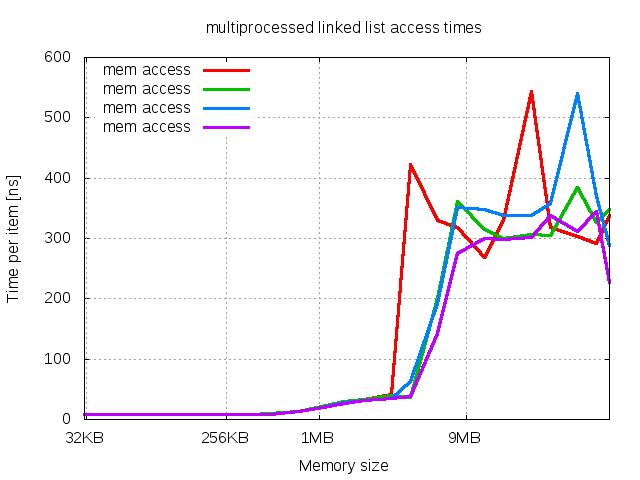 multiprocessed linked list access times
600
500
400
300
200
100
0
Time per item [ns]
mem access
mem access
mem access
mem access
32KB 256KB 1MB 9MB
Memory size